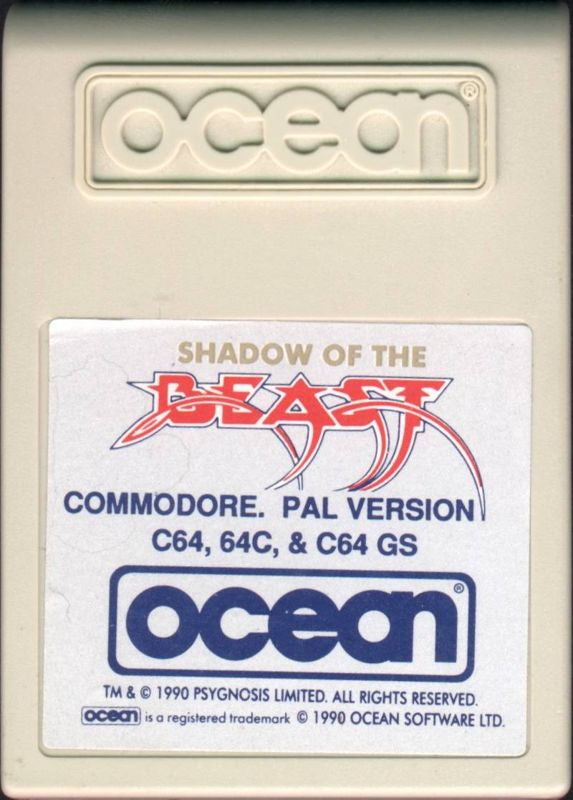 ocean®
SHADOW OF THE
BEAST
COMMODORE. PAL VERSION
C64, 64C, & C64 GS
ocean®
TM & © 1990 PSYGNOSIS LIMITED. ALL RIGHTS RESERVED.
ocean is a registered trademark © 1990 OCEAN SOFTWARE LTD.